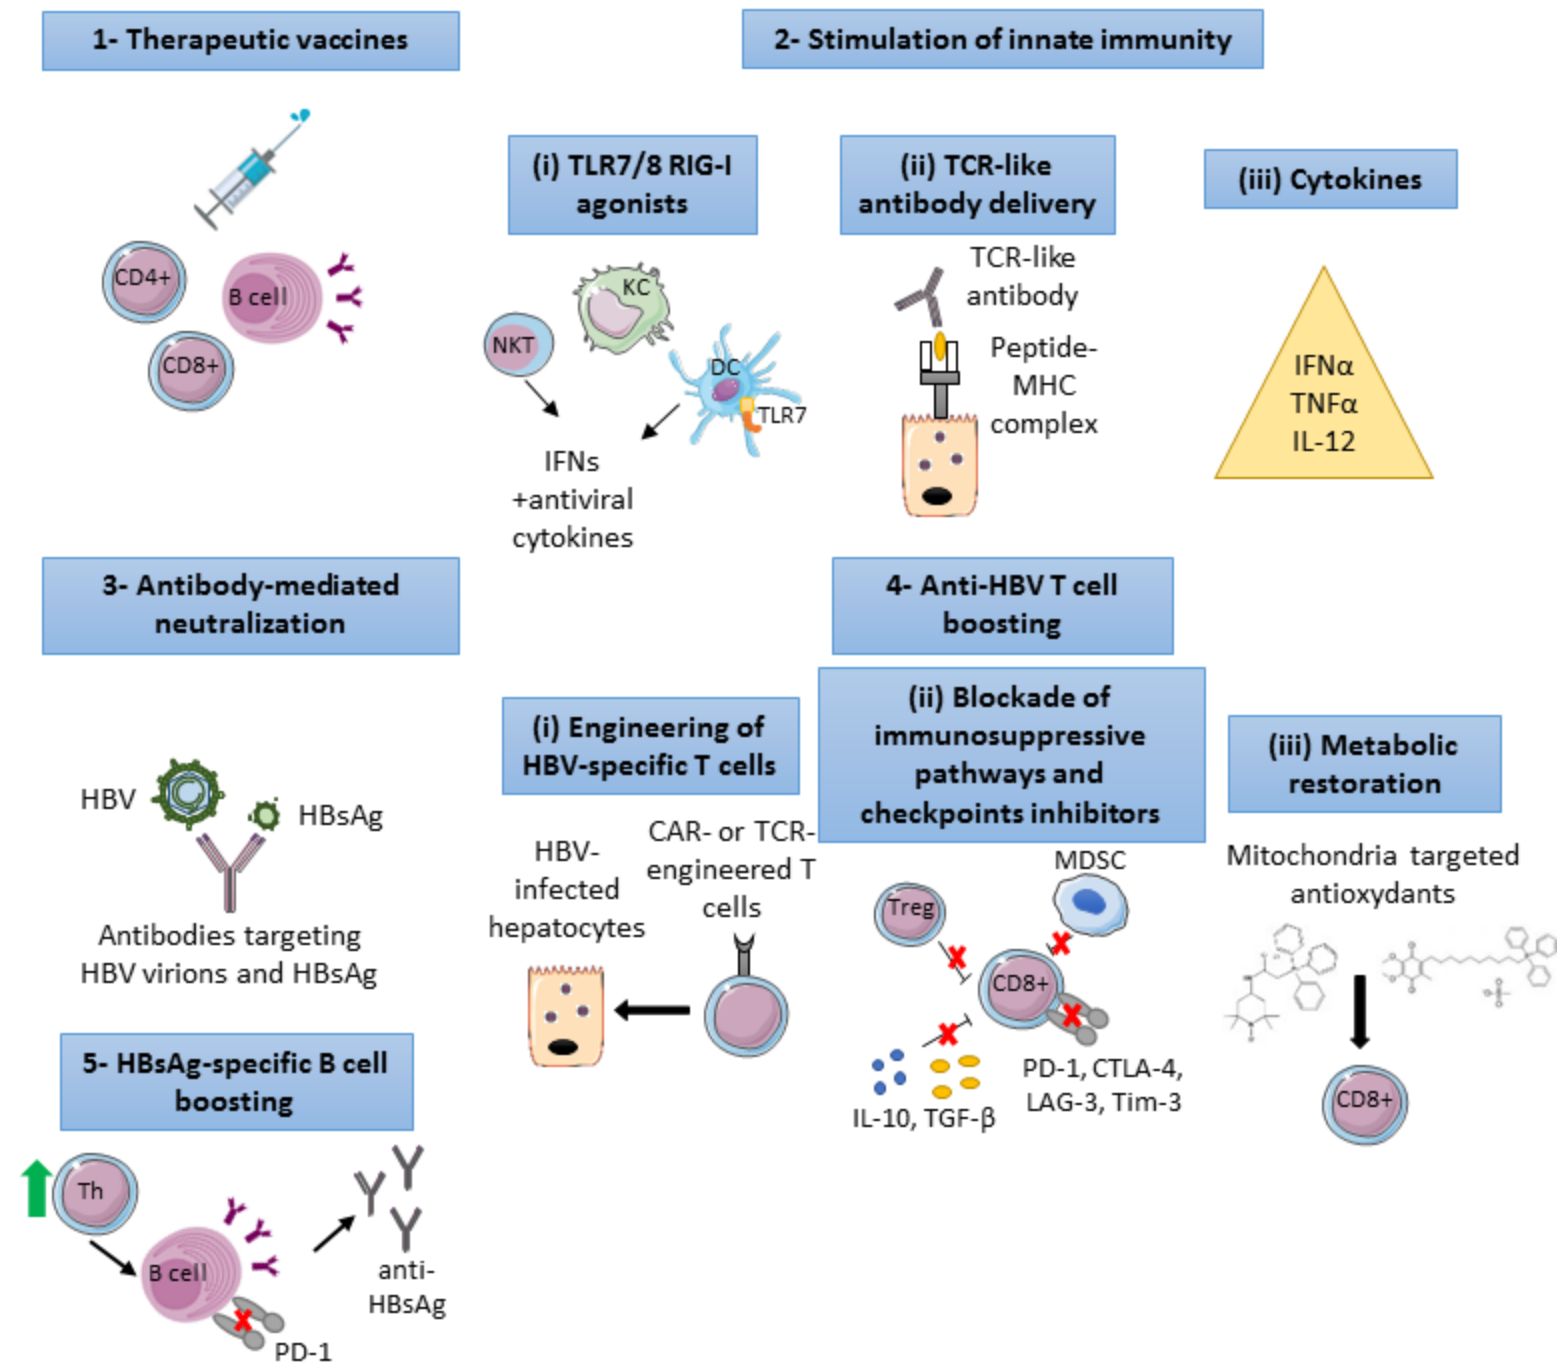 1- Therapeutic vaccines
2- Stimulation of innate immunity
(i) TLR7/8 RIG-I
agonists
(ii) TCR-like
antibody delivery
(iii) Cytokines
CD4+
B cell
CD8+
NKT
KC
DC
TLR7
IFNs
+antiviral
cytokines
TCR-like
antibody
Peptide-
MHC
complex
IFNα
TNFα
IL-12
3- Antibody-mediated
neutralization
4- Anti-HBV T cell
boosting
HBV
HBsAg
Antibodies targeting
HBV virions and HBsAg
(i) Engineering of
HBV-specific T cells
HBV-
infected
hepatocytes
CAR- or TCR-
engineered T
cells
(ii) Blockade of
immunosuppressive
pathways and
checkpoints inhibitors
Treg
MDSC
CD8+
IL-10, TGF-β
PD-1, CTLA-4,
LAG-3, Tim-3
(iii) Metabolic
restoration
Mitochondria targeted
antioxydants
CD8+
5- HBsAg-specific B cell
boosting
Th
B cell
PD-1
anti-
HBsAg